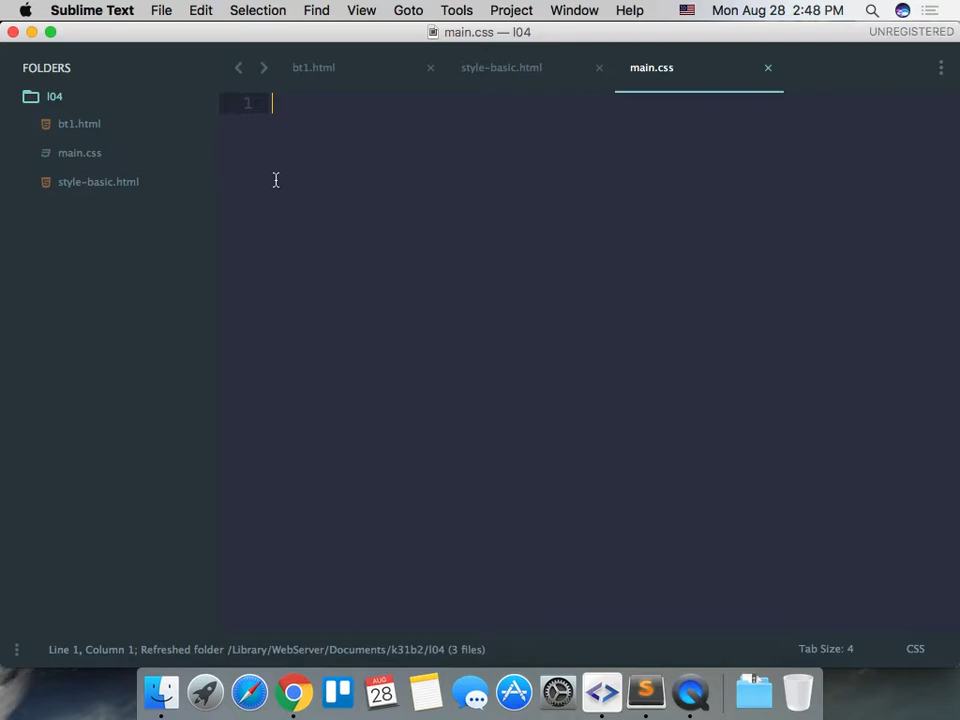 Sublime Text File Edit Selection Find View Goto Tools Project Window Help Mon Aug 28 2:48 PM
main.css — l04 UNREGISTERED
FOLDERS
l04
bt1.html
main.css
style-basic.html
bt1.html × style-basic.html × main.css ×
1
Line 1, Column 1; Refreshed folder /Library/WebServer/Documents/k31b2/l04 (3 files) Tab Size: 4 CSS
AUG
28